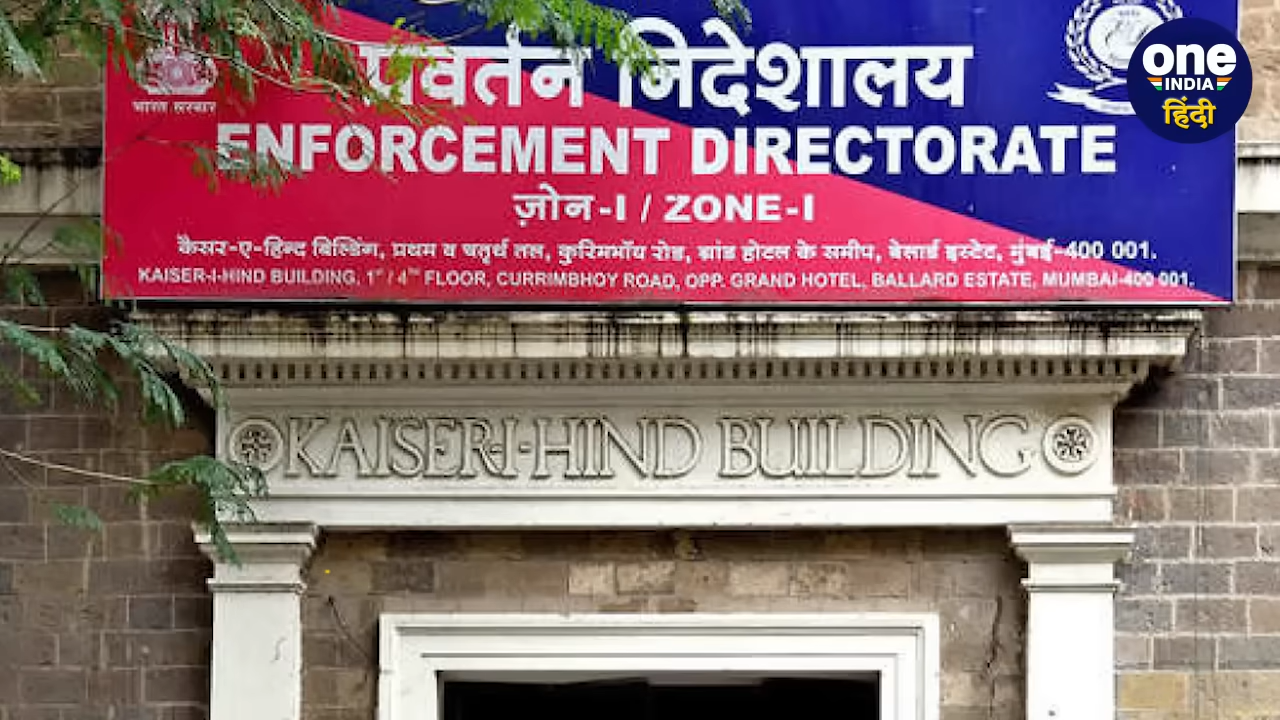 प्रवर्तन निदेशालय
भारत सरकार
one
INDIA
हिंदी
ENFORCEMENT DIRECTORATE
ज़ोन-I / ZONE-I
कैसर-ए-हिन्द बिल्डिंग, प्रथम व चतुर्थ तल, कुरिमभॉय रोड, ग्रांड होटल के समीप, बेलार्ड इस्टेट, मुंबई-400 001.
KAISER-I-HIND BUILDING, 1ST / 4TH FLOOR, CURRIMBHOY ROAD, OPP. GRAND HOTEL, BALLARD ESTATE, MUMBAI-400 001.
KAISER-I-HIND BUILDING